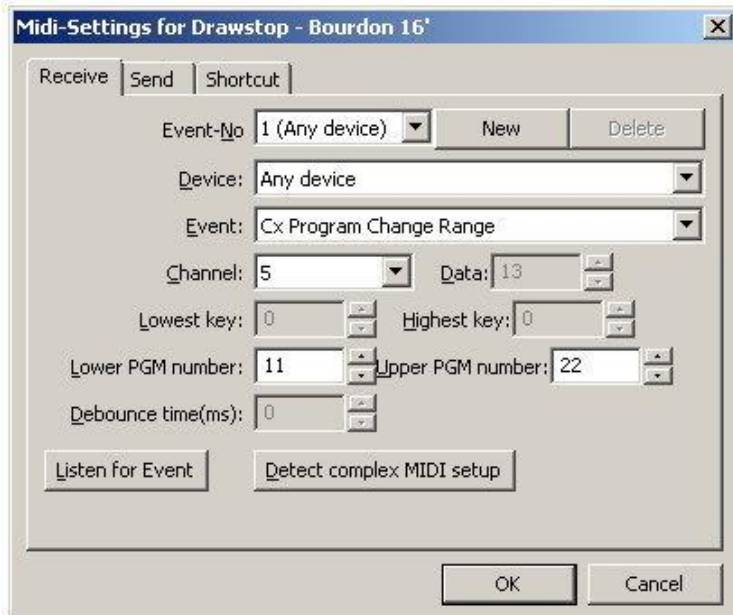 Midi-Settings for Drawstop - Bourdon 16'
Receive Send Shortcut
Event-No 1 (Any device) New Delete
Device: Any device
Event: Cx Program Change Range
Channel: 5 Data: 13
Lowest key: 0 Highest key: 0
Lower PGM number: 11 Upper PGM number: 22
Debounce time(ms): 0
Listen for Event Detect complex MIDI setup
OK Cancel